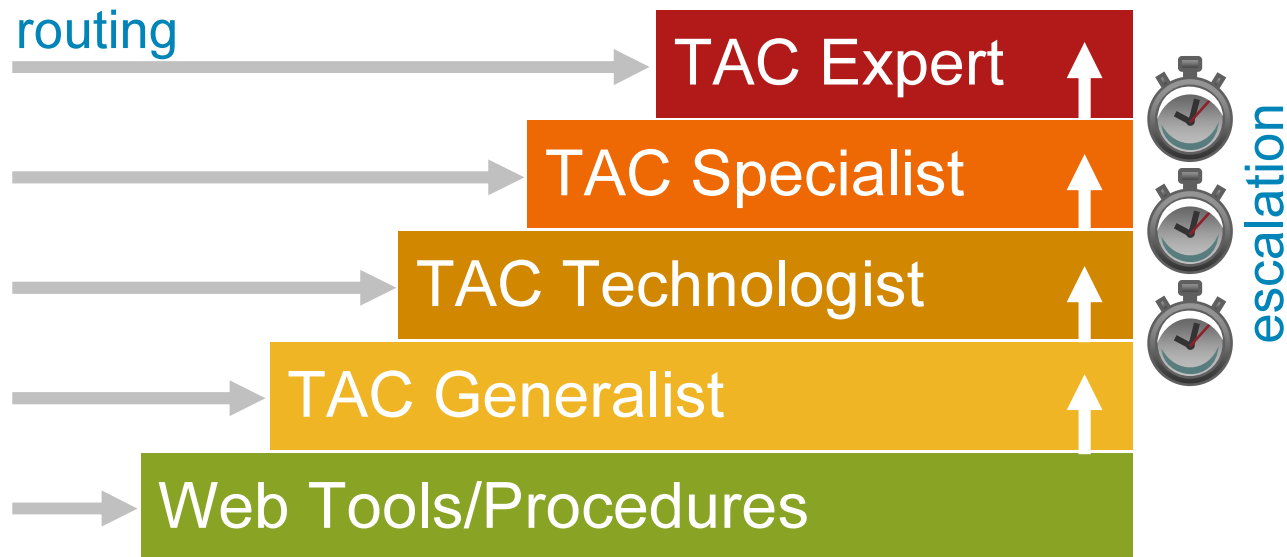 routing
TAC Expert
TAC Specialist
TAC Technologist
TAC Generalist
Web Tools/Procedures
escalation